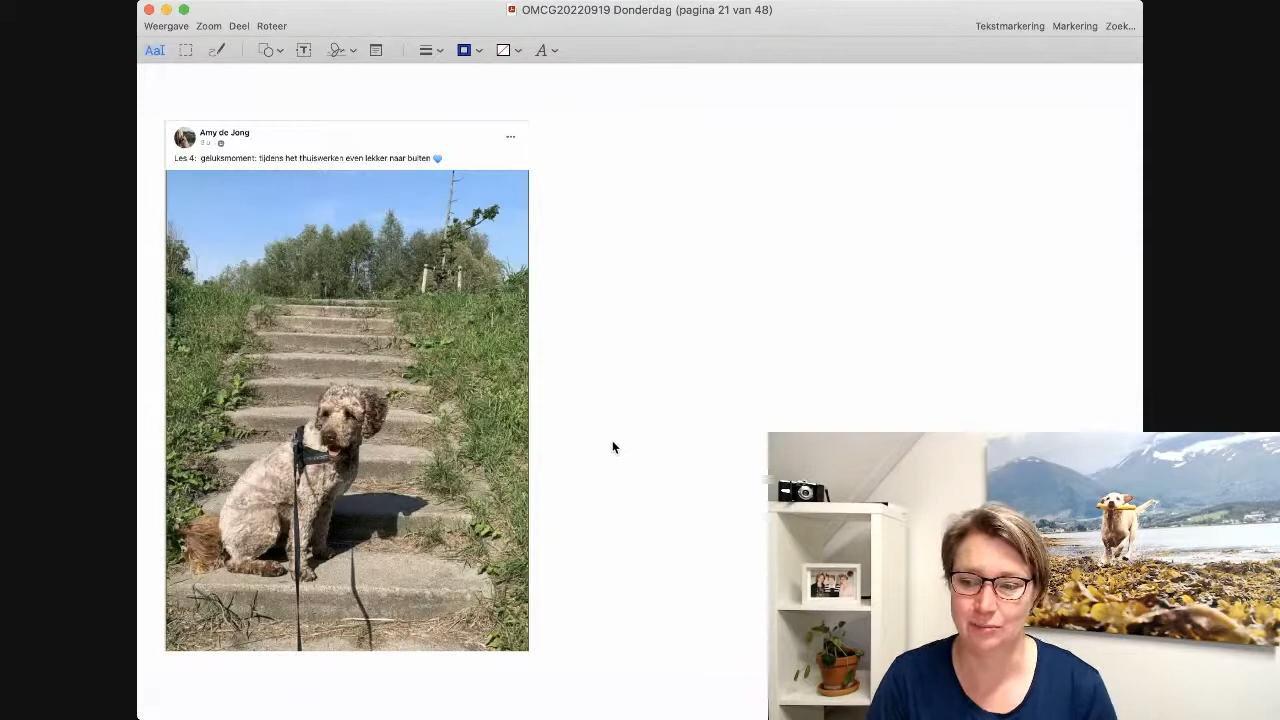 OMCG20220919 Donderdag (pagina 21 van 48)
Weergave Zoom Deel Roteer Tekstmarkering Markering Zoek...
Amy de Jong
Les 4: geluksmoment: tijdens het thuiswerken even lekker naar buiten